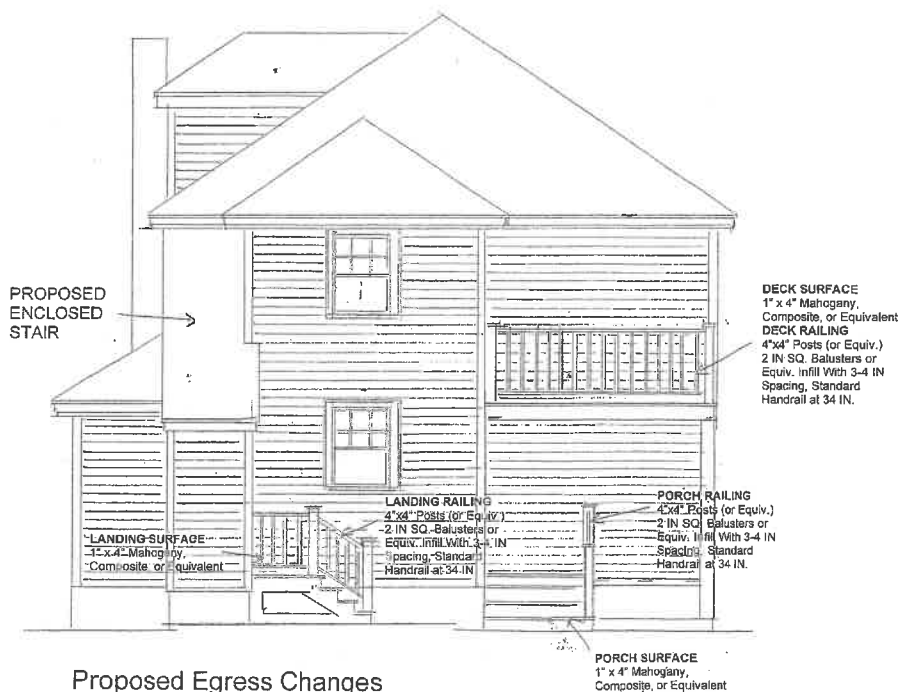 PROPOSED
ENCLOSED
STAIR
DECK SURFACE
1" x 4" Mahogany,
Composite, or Equivalent
DECK RAILING
4"x4" Posts (or Equiv.)
2 IN SQ. Balusters or
Equiv. Infill With 3-4 IN
Spacing, Standard
Handrail at 34 IN.
LANDING SURFACE
1" x 4" Mahogany,
Composite, or Equivalent
LANDING RAILING
4"x4" Posts (or Equiv.)
2 IN SQ. Balusters or
Equiv. Infill With 3-4 IN
Spacing, Standard
Handrail at 34 IN
PORCH RAILING
4"x4" Posts (or Equiv.)
2 IN SQ. Balusters or
Equiv. Infill With 3-4 IN
Spacing, Standard
Handrail at 34 IN.
PORCH SURFACE
1" x 4" Mahogany,
Composite, or Equivalent
Proposed Egress Changes